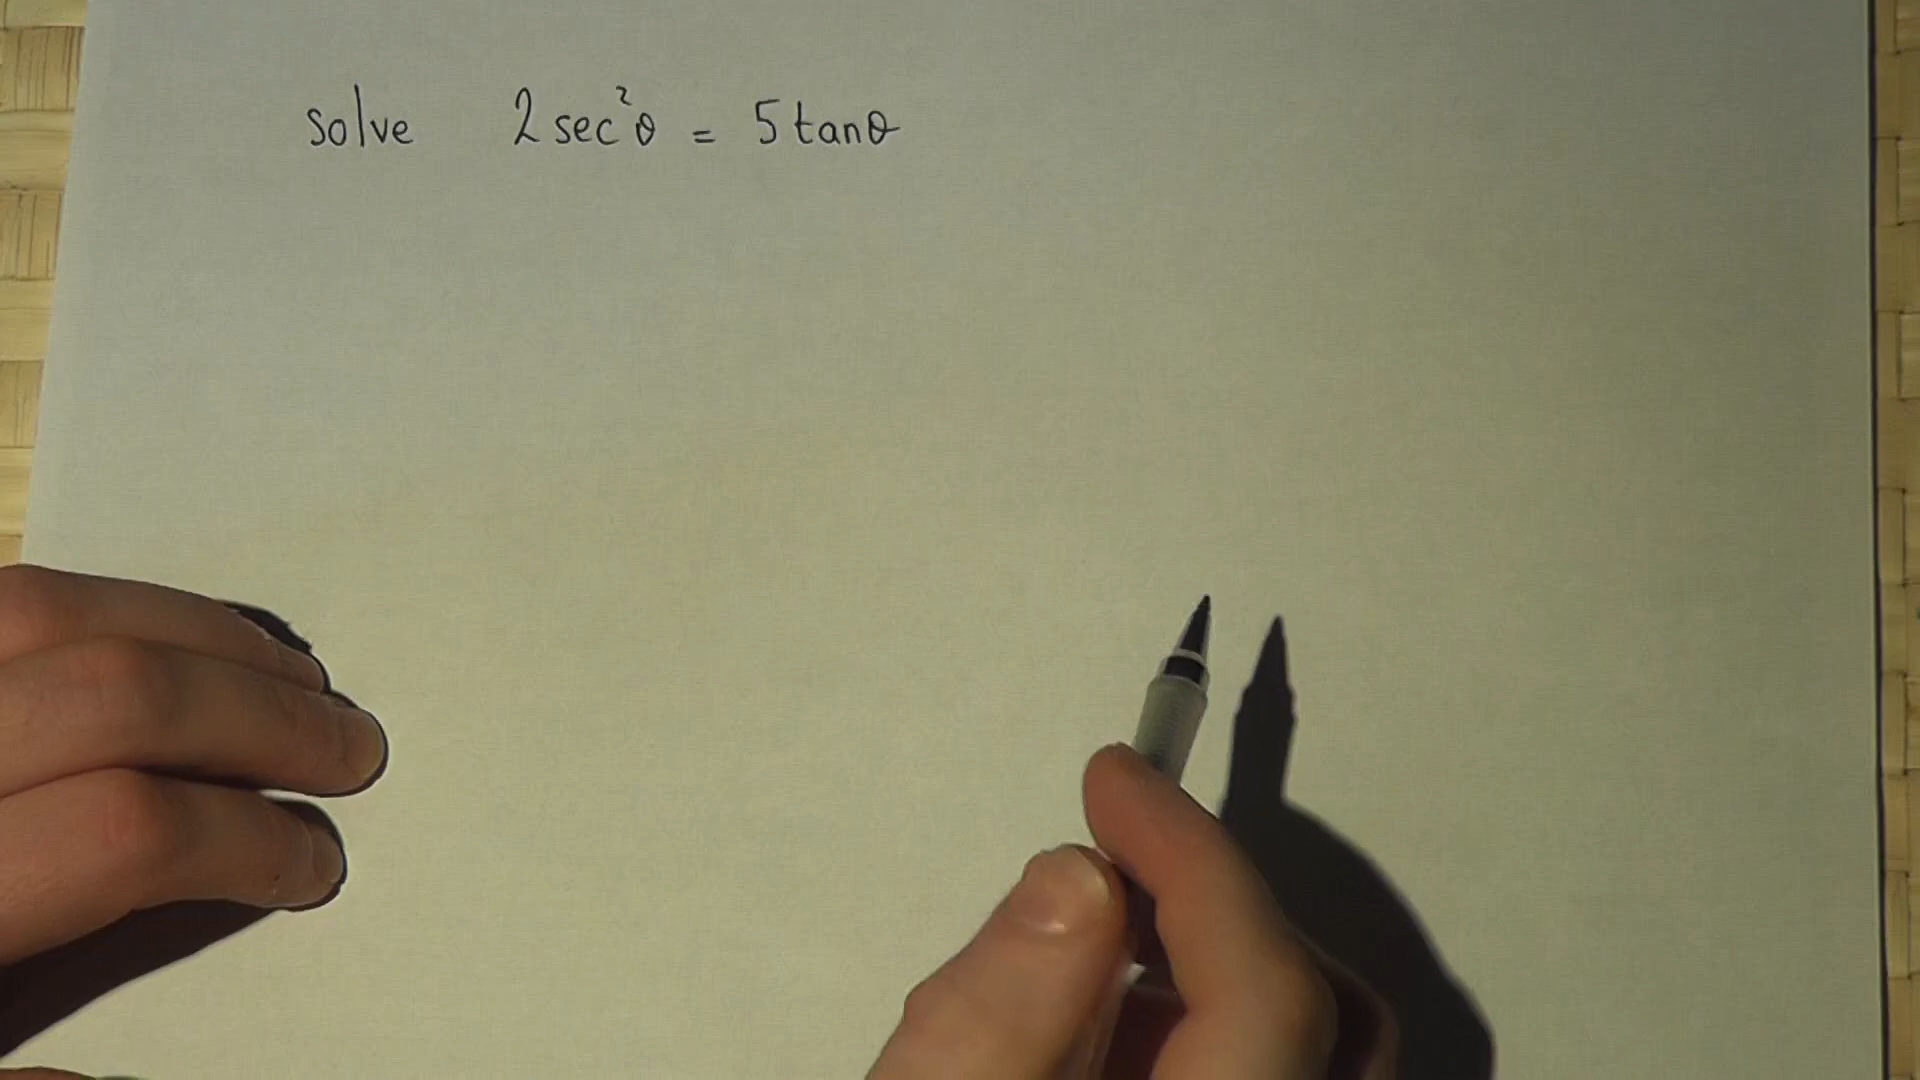 solve 2 sec²θ = 5 tanθ